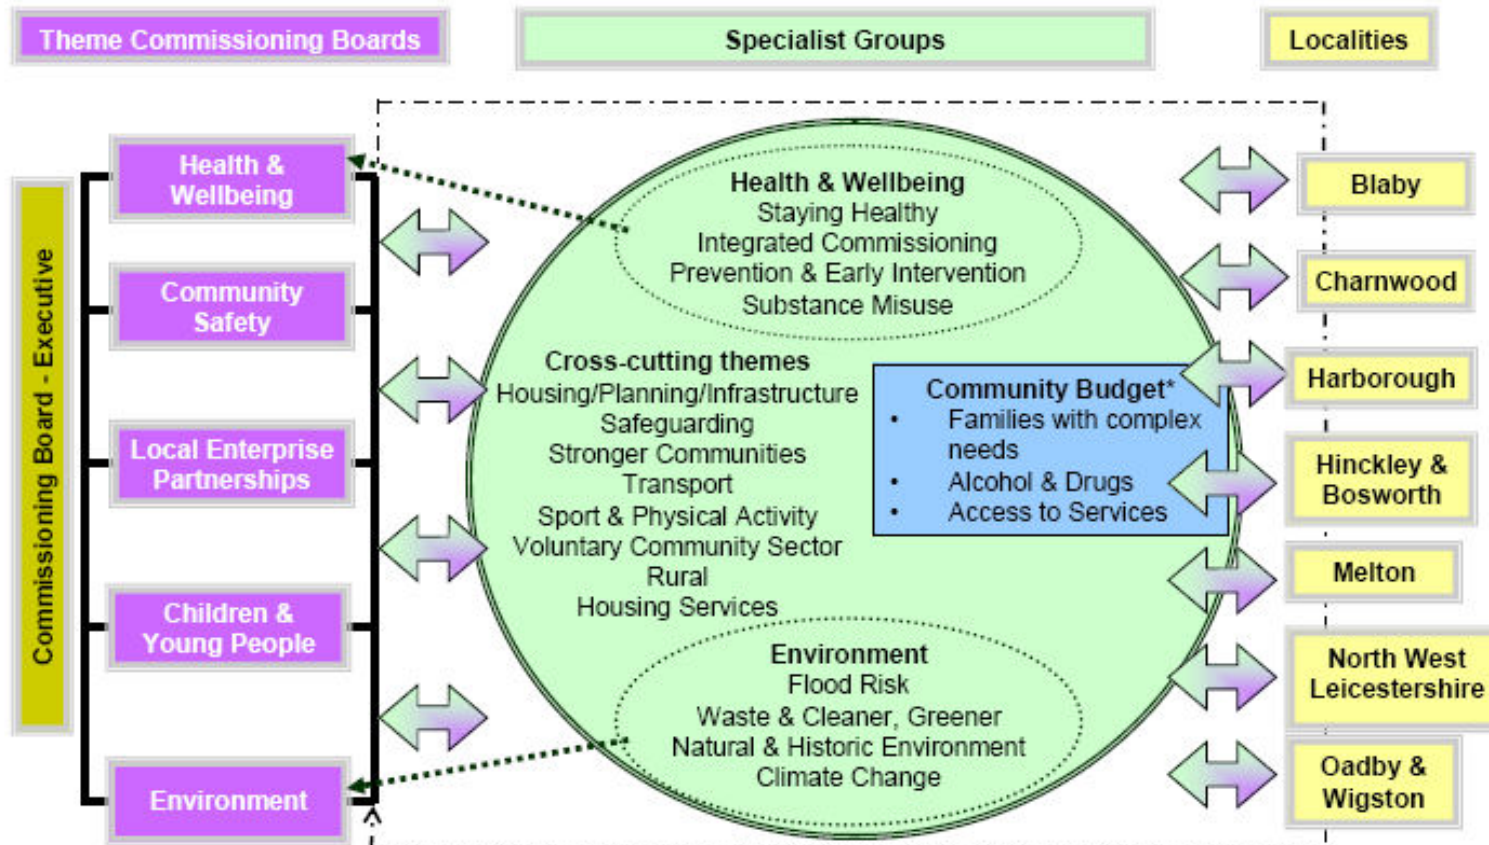 Theme Commissioning Boards
Specialist Groups
Localities
Commissioning Board - Executive
Health &
Wellbeing
Community
Safety
Local Enterprise
Partnerships
Children &
Young People
Environment
Health & Wellbeing
Staying Healthy
Integrated Commissioning
Prevention & Early Intervention
Substance Misuse
Cross-cutting themes
Housing/Planning/Infrastructure
Safeguarding
Stronger Communities
Transport
Sport & Physical Activity
Voluntary Community Sector
Rural
Housing Services
Community Budget*
• Families with complex
needs
• Alcohol & Drugs
• Access to Services
Environment
Flood Risk
Waste & Cleaner, Greener
Natural & Historic Environment
Climate Change
Blaby
Charnwood
Harborough
Hinckley &
Bosworth
Melton
North West
Leicestershire
Oadby &
Wigston